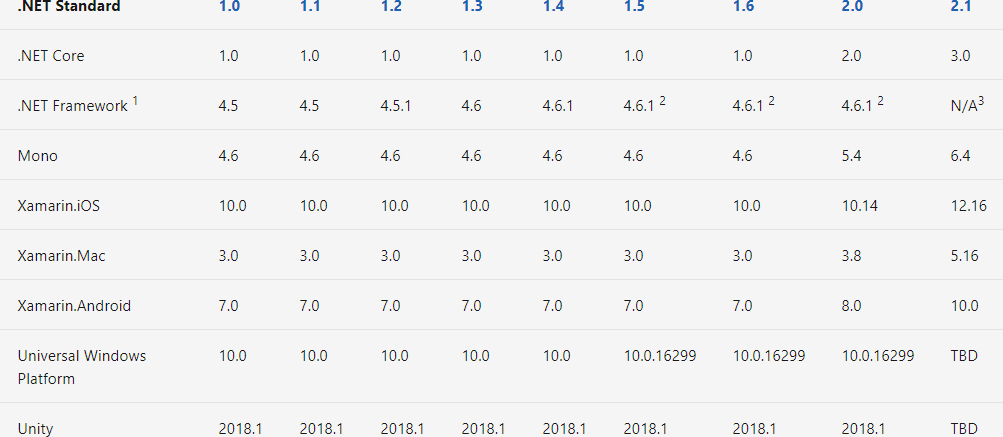 .NET Standard 1.0 1.1 1.2 1.3 1.4 1.5 1.6 2.0 2.1
.NET Core 1.0 1.0 1.0 1.0 1.0 1.0 1.0 2.0 3.0
.NET Framework 1 4.5 4.5 4.5.1 4.6 4.6.1 4.6.1 2 4.6.1 2 4.6.1 2 N/A3
Mono 4.6 4.6 4.6 4.6 4.6 4.6 4.6 5.4 6.4
Xamarin.iOS 10.0 10.0 10.0 10.0 10.0 10.0 10.0 10.14 12.16
Xamarin.Mac 3.0 3.0 3.0 3.0 3.0 3.0 3.0 3.8 5.16
Xamarin.Android 7.0 7.0 7.0 7.0 7.0 7.0 7.0 8.0 10.0
Universal Windows 10.0 10.0 10.0 10.0 10.0 10.0.16299 10.0.16299 10.0.16299 TBD
Platform
Unity 2018.1 2018.1 2018.1 2018.1 2018.1 2018.1 2018.1 2018.1 TBD